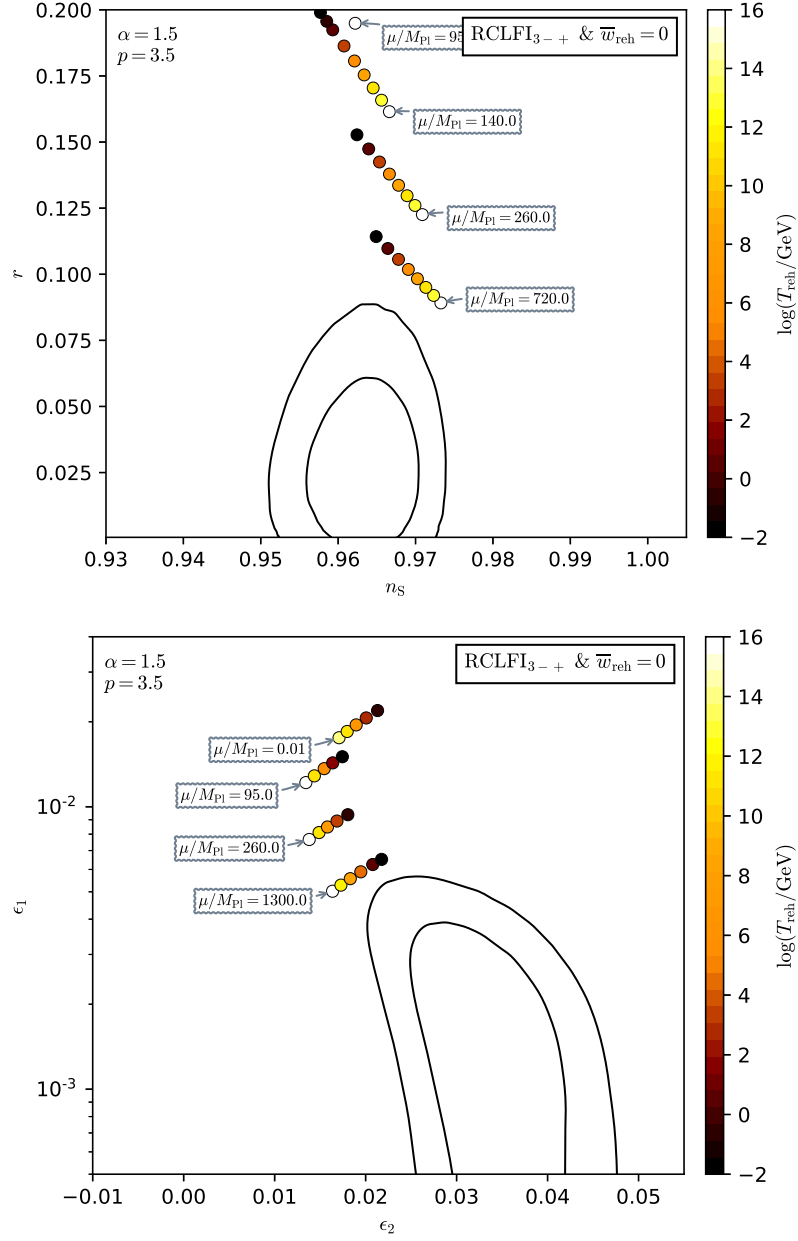 α = 1.5
p = 3.5
RCLFI3−+ & w̅reh = 0
μ/MPl = 95
μ/MPl = 140.0
μ/MPl = 260.0
μ/MPl = 720.0
0.200
0.175
0.150
0.125
0.100
0.075
0.050
0.025
r
0.93 0.94 0.95 0.96 0.97 0.98 0.99 1.00
nS
16
14
12
10
8
6
4
2
0
−2
log(Treh/GeV)
α = 1.5
p = 3.5
RCLFI3−+ & w̅reh = 0
μ/MPl = 0.01
μ/MPl = 95.0
μ/MPl = 260.0
μ/MPl = 1300.0
10−2
10−3
ϵ1
−0.01 0.00 0.01 0.02 0.03 0.04 0.05
ϵ2
16
14
12
10
8
6
4
2
0
−2
log(Treh/GeV)